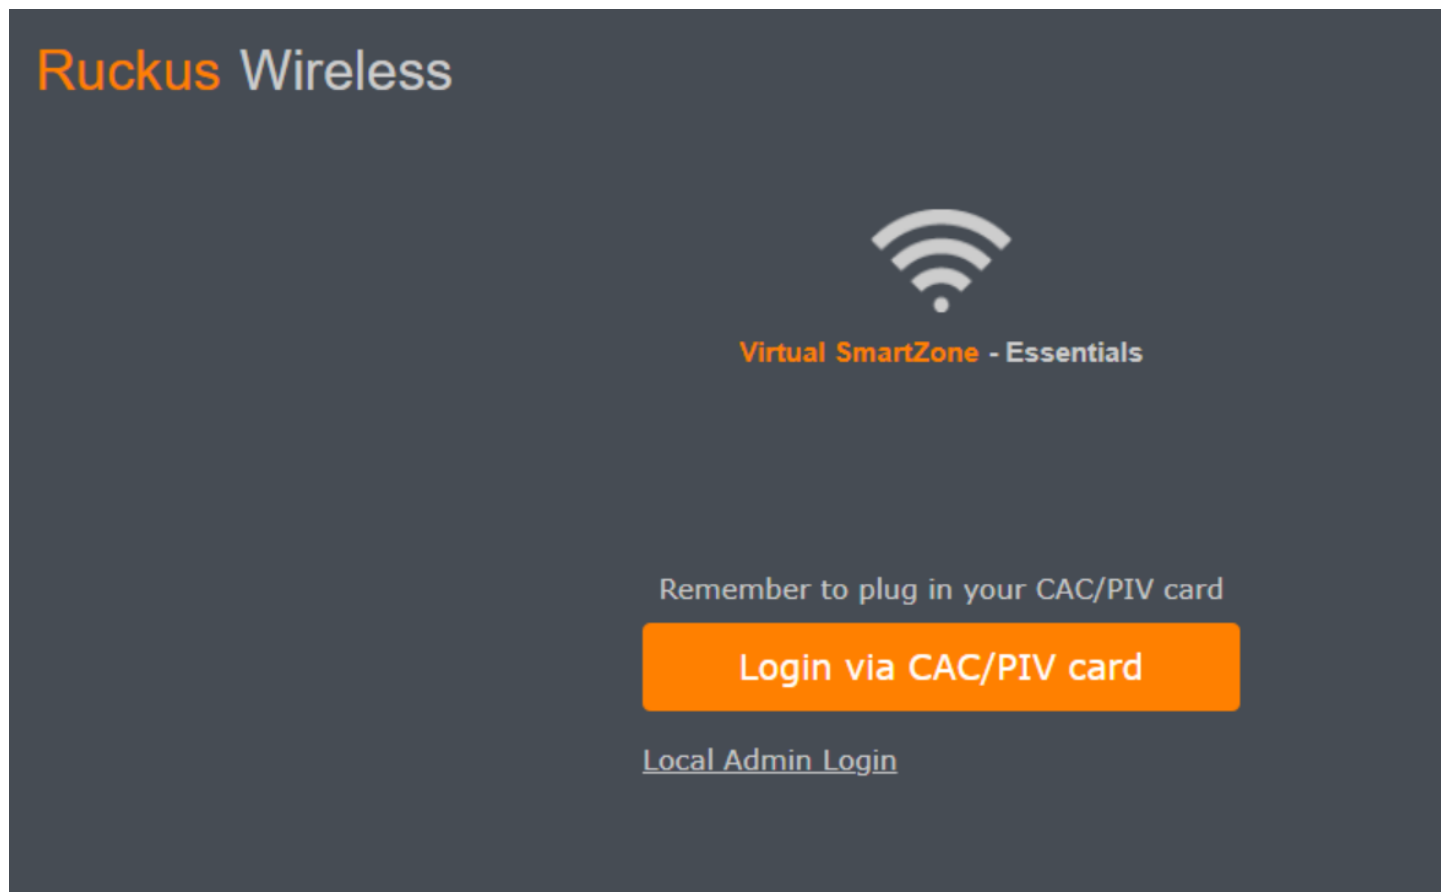 Ruckus Wireless
Virtual SmartZone - Essentials
Remember to plug in your CAC/PIV card
Login via CAC/PIV card
Local Admin Login